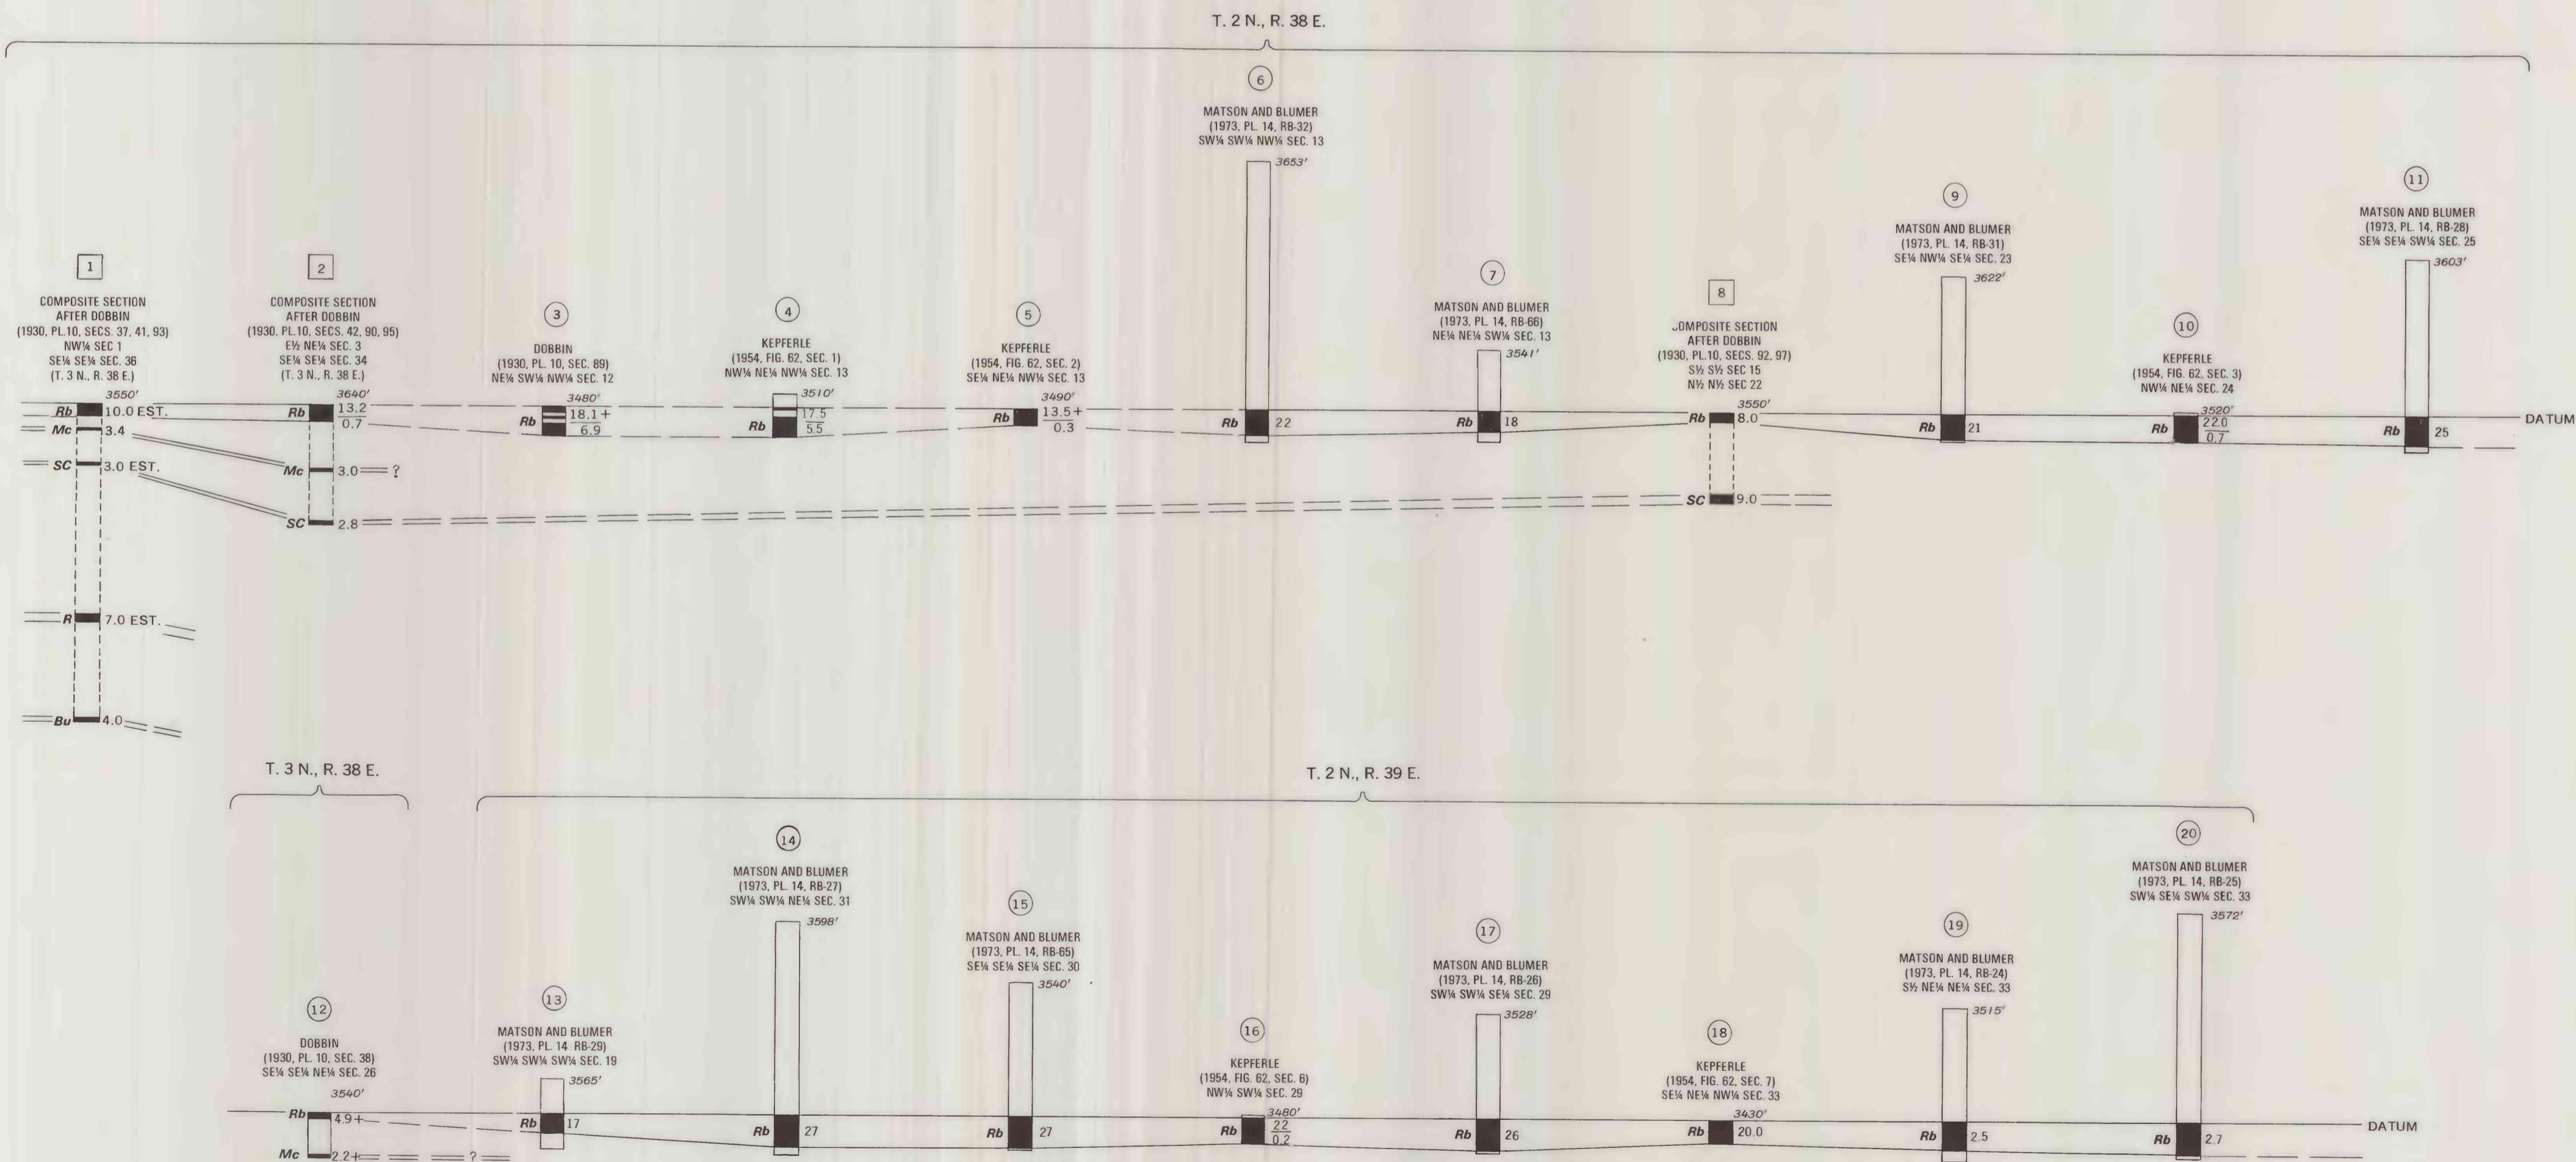 T. 2 N., R. 38 E.
1
COMPOSITE SECTION
AFTER DOBBIN
(1930, PL.10, SECS. 37, 41, 93)
NW¼ SEC 1
SE¼ SE¼ SEC. 36
(T. 3 N., R. 38 E.)
3550'
Rb 10.0 EST.
Mc 3.4
SC 3.0 EST.
R 7.0 EST.
Bu 4.0
2
COMPOSITE SECTION
AFTER DOBBIN
(1930. PL.10, SECS. 42, 90, 95)
E½ NE¼ SEC. 3
SE¼ SE¼ SEC. 34
(T. 3 N., R. 38 E.)
3640'
Rb 13.2
0.7
Mc 3.0 ?
SC 2.8
3
DOBBIN
(1930, PL. 10, SEC. 89)
NE¼ SW¼ NW¼ SEC. 12
3480'
Rb 18.1+
6.9
4
KEPFERLE
(1954, FIG. 62, SEC. 1)
NW¼ NE¼ NW¼ SEC. 13
3510'
Rb 17.5
5.5
5
KEPFERLE
(1954, FIG. 62, SEC. 2)
SE¼ NE¼ NW¼ SEC. 13
3490'
Rb 13.5+
0.3
6
MATSON AND BLUMER
(1973, PL. 14, RB-32)
SW¼ SW¼ NW¼ SEC. 13
3653'
Rb 22
7
MATSON AND BLUMER
(1973, PL. 14, RB-66)
NE¼ NE¼ SW¼ SEC. 13
3541'
Rb 18
8
COMPOSITE SECTION
AFTER DOBBIN
(1930, PL.10, SECS. 92, 97)
S½ S½ SEC 15
N½ N½ SEC 22
3550'
Rb 8.0
SC 9.0
9
MATSON AND BLUMER
(1973, PL. 14, RB-31)
SE¼ NW¼ SE¼ SEC. 23
3622'
Rb 21
10
KEPFERLE
(1954, FIG. 62, SEC. 3)
NW¼ NE¼ SEC. 24
3520'
Rb 22.0
0.7
11
MATSON AND BLUMER
(1973, PL. 14, RB-28)
SE¼ SE¼ SW¼ SEC. 25
3603'
Rb 25
DATUM
T. 3 N., R. 38 E.
12
DOBBIN
(1930, PL. 10, SEC. 38)
SE¼ SE¼ NE¼ SEC. 26
3540'
Rb 4.9+
Mc 2.2+ ?
T. 2 N., R. 39 E.
13
MATSON AND BLUMER
(1973, PL. 14 RB-29)
SW¼ SW¼ SW¼ SEC. 19
3565'
Rb 17
14
MATSON AND BLUMER
(1973, PL. 14, RB-27)
SW¼ SW¼ NE¼ SEC. 31
3598'
Rb 27
15
MATSON AND BLUMER
(1973, PL. 14, RB-65)
SE¼ SE¼ SE¼ SEC. 30
3540'
Rb 27
16
KEPFERLE
(1954, FIG. 62, SEC. 6)
NW¼ SW¼ SEC. 29
3480'
Rb 22
0.2
17
MATSON AND BLUMER
(1973, PL. 14, RB-26)
SW¼ SW¼ SE¼ SEC. 29
3528'
Rb 26
18
KEPFERLE
(1954, FIG. 62, SEC. 7)
SE¼ NE¼ NW¼ SEC. 33
3430'
Rb 20.0
19
MATSON AND BLUMER
(1973, PL. 14, RB-24)
S½ NE¼ NE¼ SEC. 33
3515'
Rb 2.5
20
MATSON AND BLUMER
(1973, PL. 14, RB-25)
SW¼ SE¼ SW¼ SEC. 33
3572'
Rb 2.7
DATUM